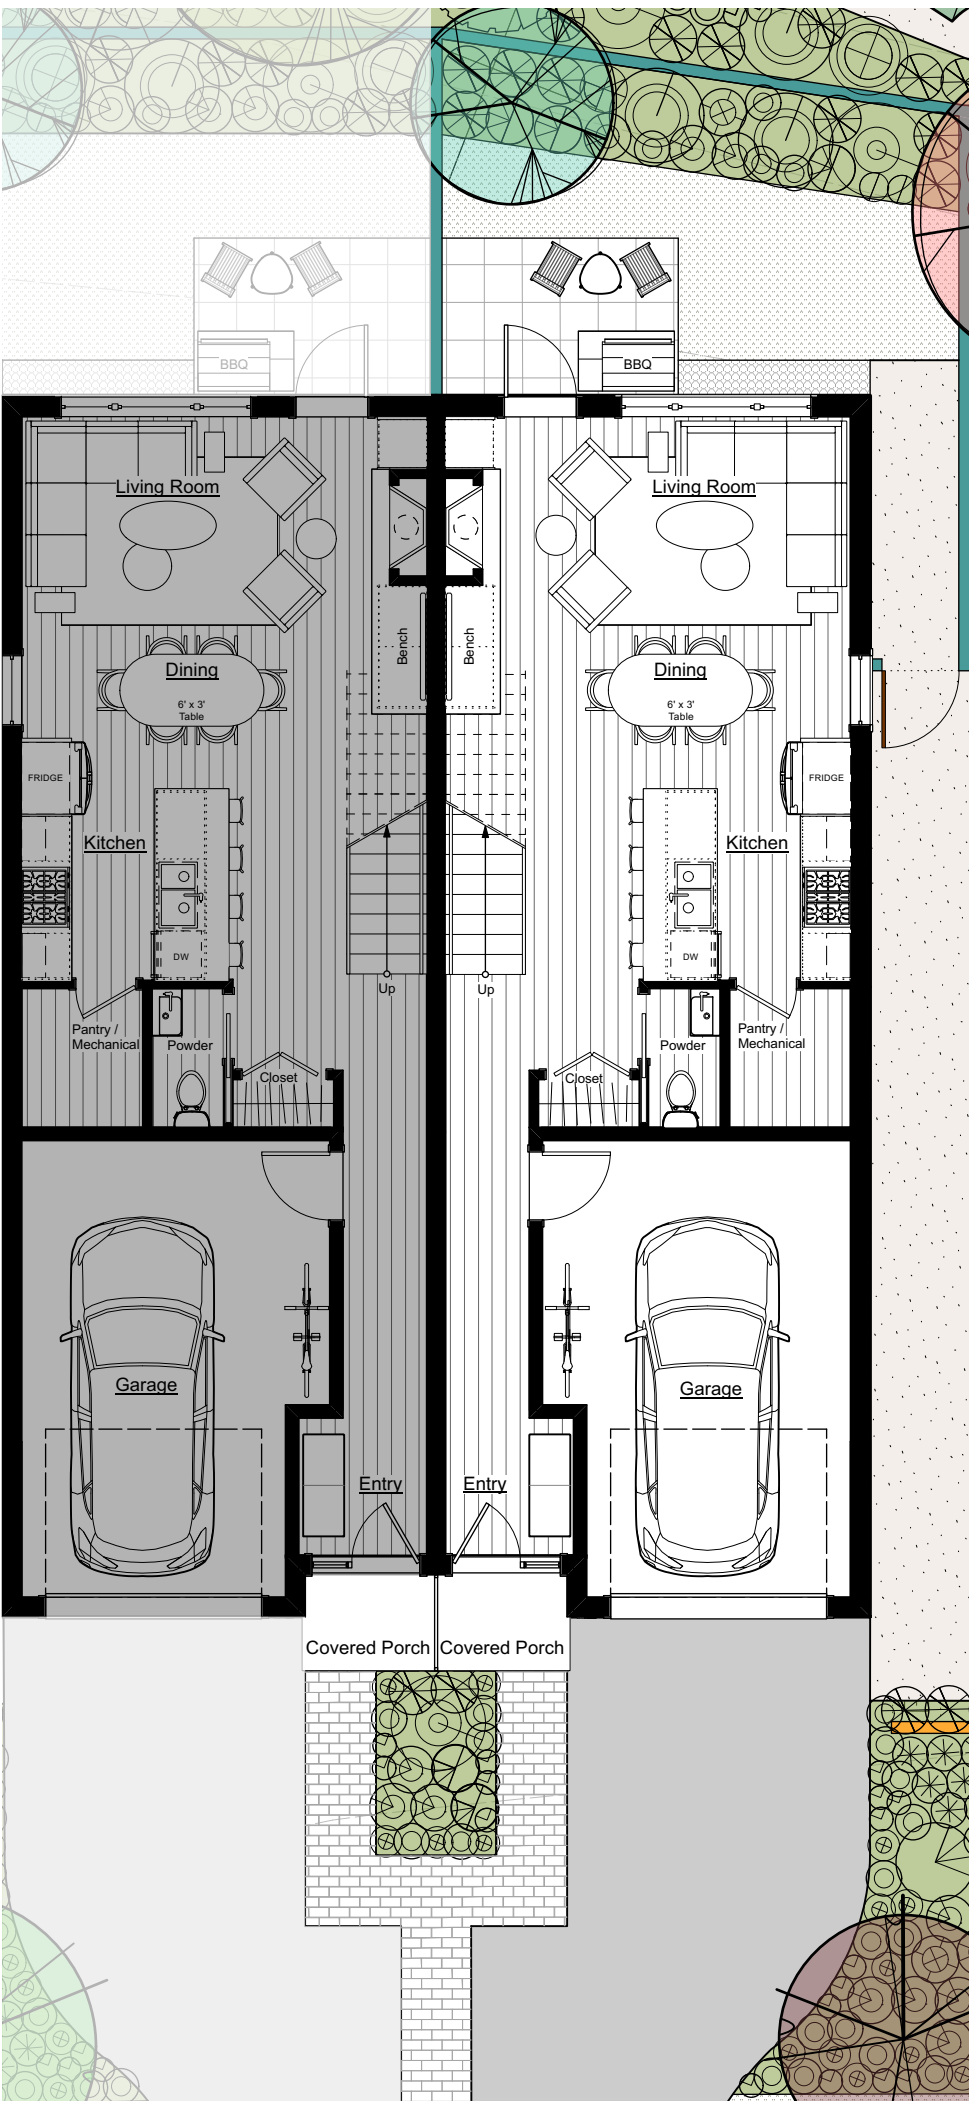 BBQ
BBQ
Living Room
Living Room
Bench
Bench
Dining
6' x 3'
Table
Dining
6' x 3'
Table
FRIDGE
FRIDGE
Kitchen
Kitchen
DW
DW
Up
Up
Pantry /
Mechanical
Powder
Closet
Closet
Powder
Pantry /
Mechanical
Garage
Garage
Entry
Entry
Covered Porch
Covered Porch